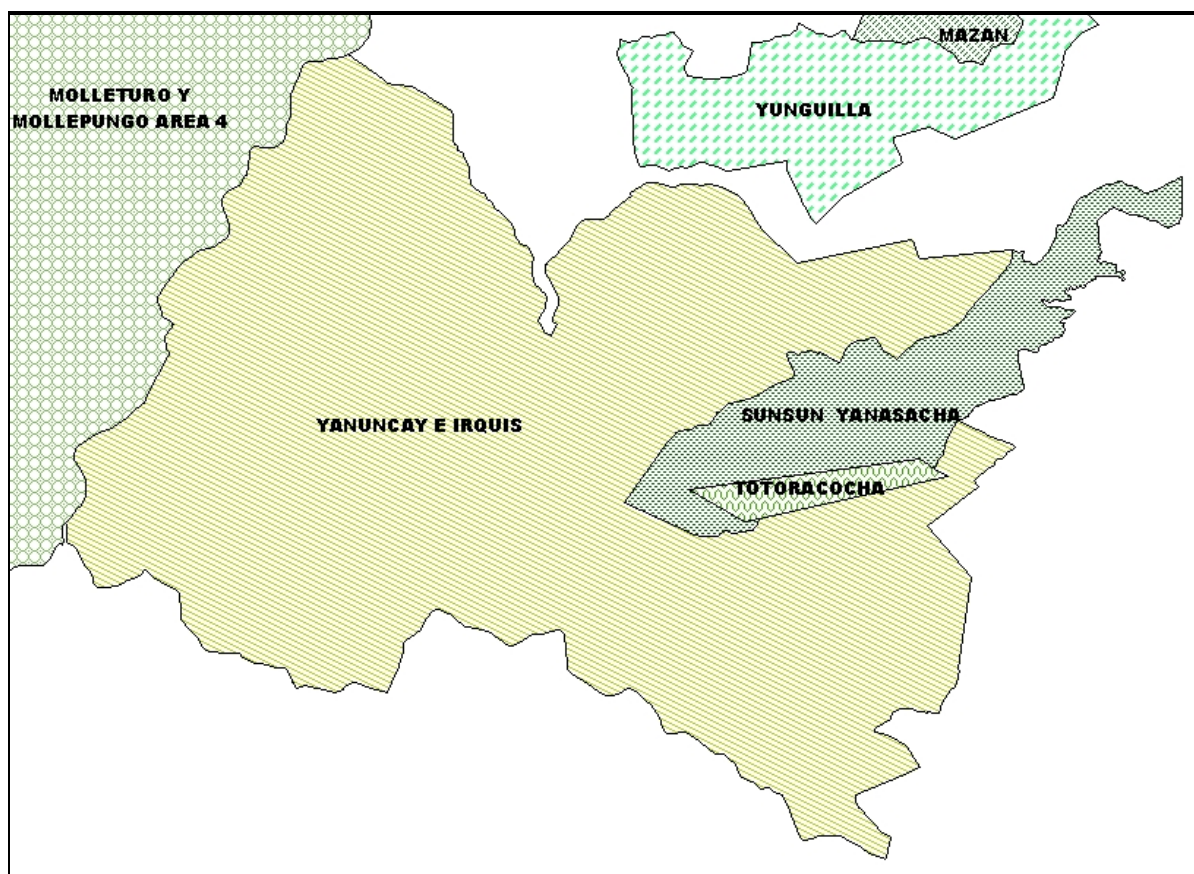 MAZAN
MOLLETURO Y
MOLLEPUNGO AREA 4
YUNGUILLA
SUNSUN YANASACHA
YANUNCAY E IRQUIS
TOTORACOCHA